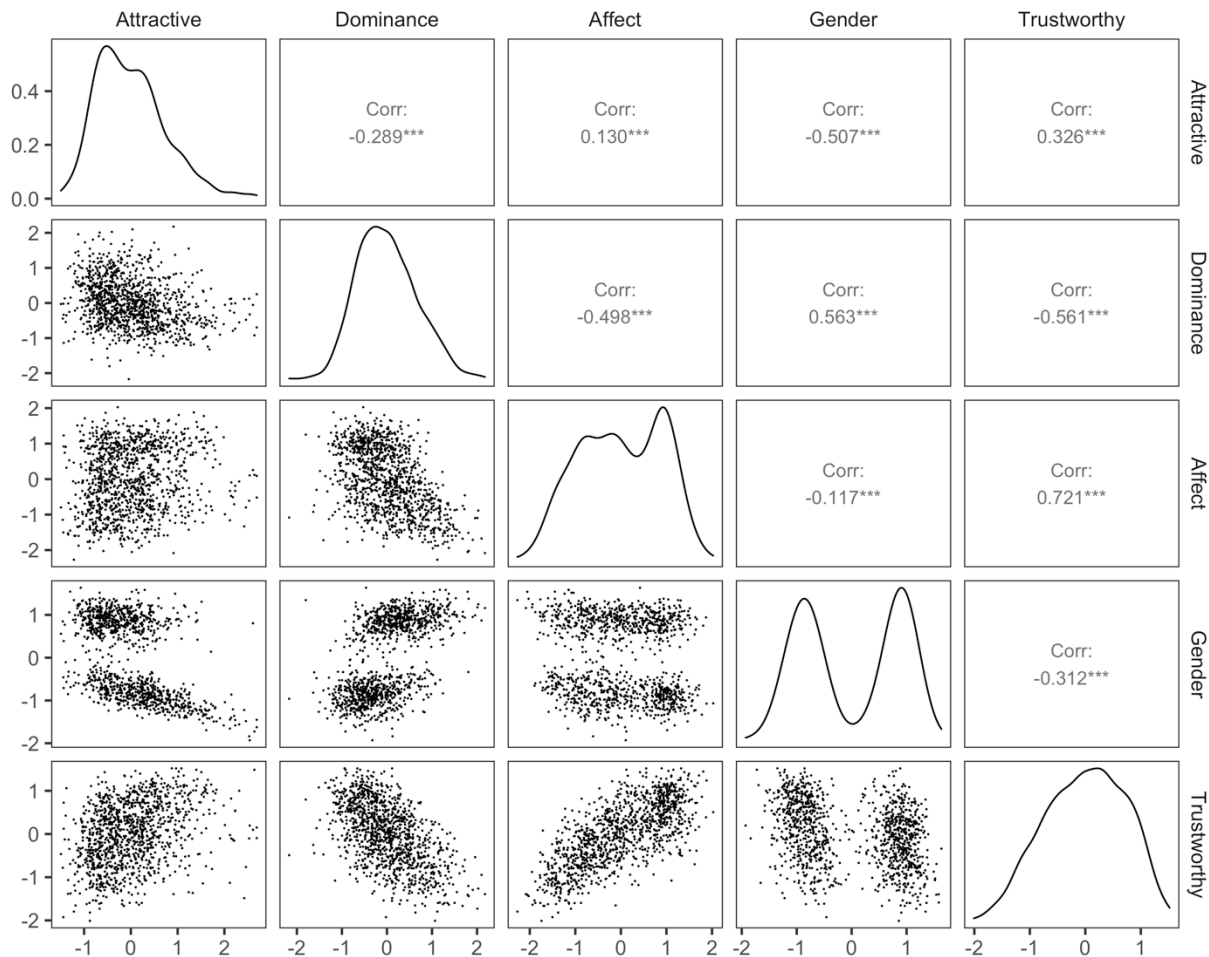 Attractive Dominance Affect Gender Trustworthy
0.4
0.2
0.0
Corr:
-0.289***
Corr:
0.130***
Corr:
-0.507***
Corr:
0.326***
Attractive
2
1
0
-1
-2
Corr:
-0.498***
Corr:
0.563***
Corr:
-0.561***
Dominance
2
1
0
-1
-2
Corr:
-0.117***
Corr:
0.721***
Affect
1
0
-1
-2
Corr:
-0.312***
Gender
1
0
-1
-2
Trustworthy
-1 0 1 2 -2 -1 0 1 2 -2 -1 0 1 2 -2 -1 0 1 -2 -1 0 1